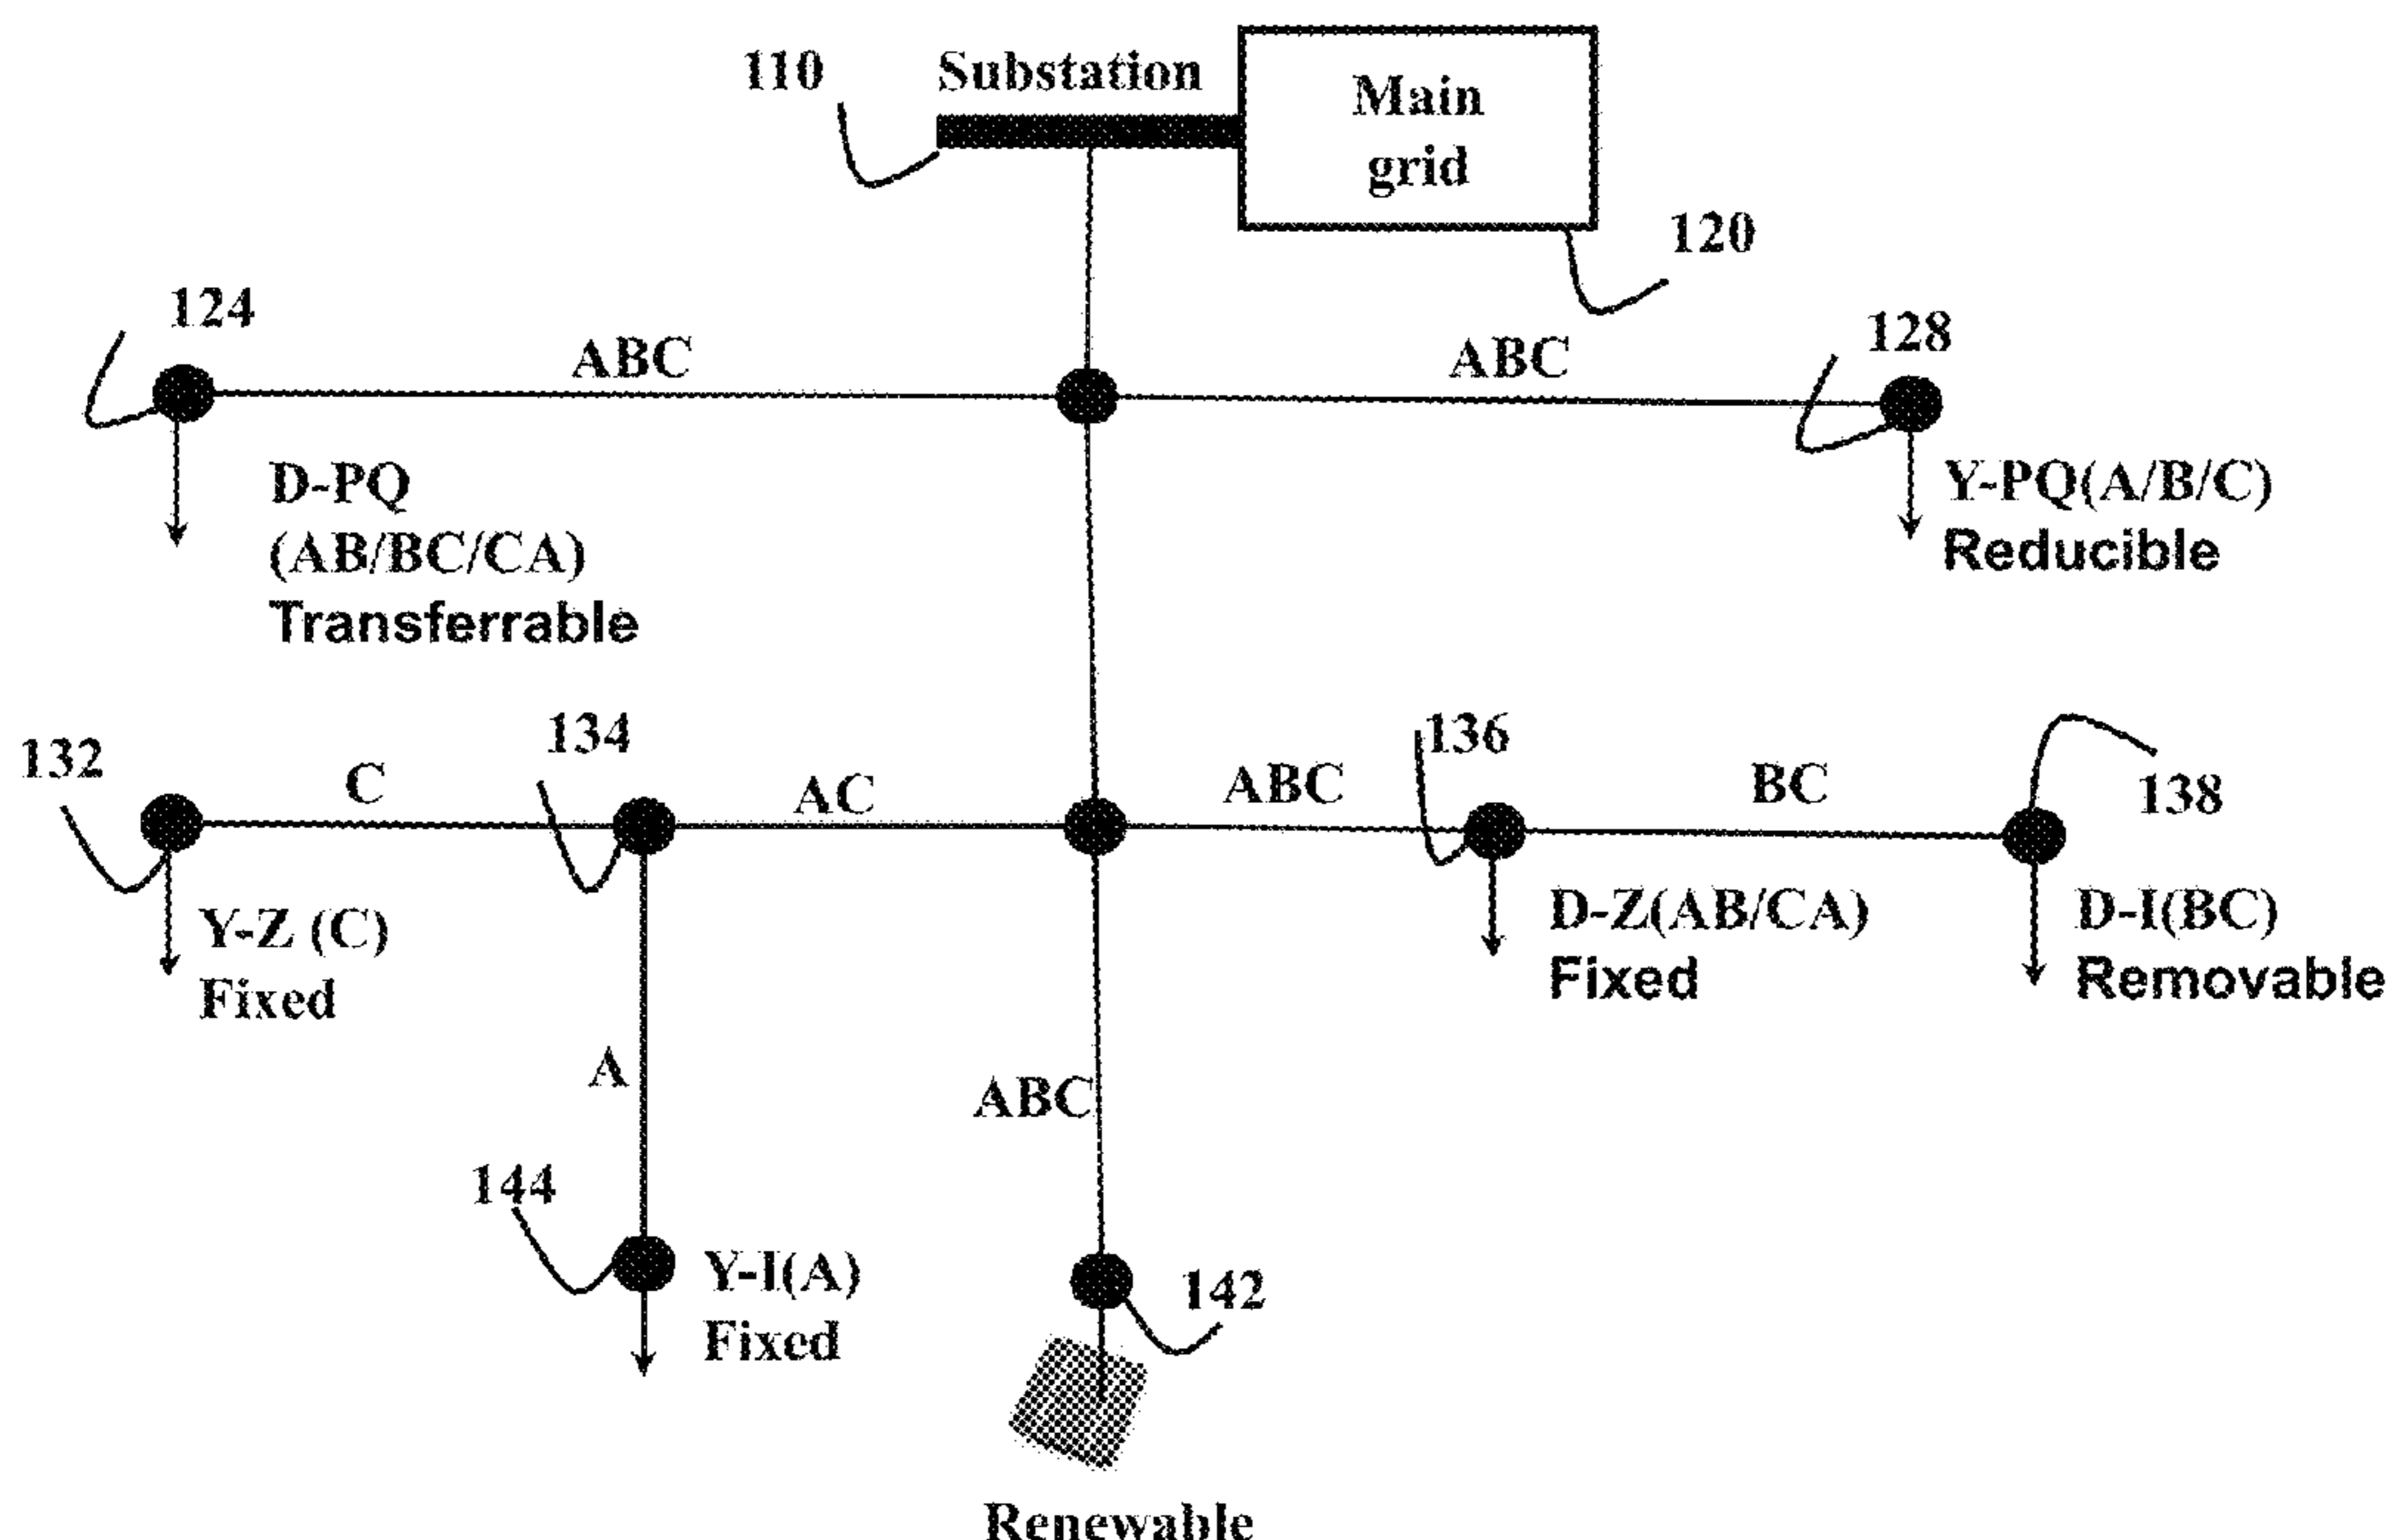 110
Substation
Main
grid
120
124
ABC
ABC
128
D-PQ
(AB/BC/CA)
Transferrable
Y-PQ(A/B/C)
Reducible
132
C
134
AC
ABC
136
BC
138
Y-Z (C)
Fixed
D-Z(AB/CA)
Fixed
D-I(BC)
Removable
A
ABC
144
Y-I(A)
Fixed
142
Renewable